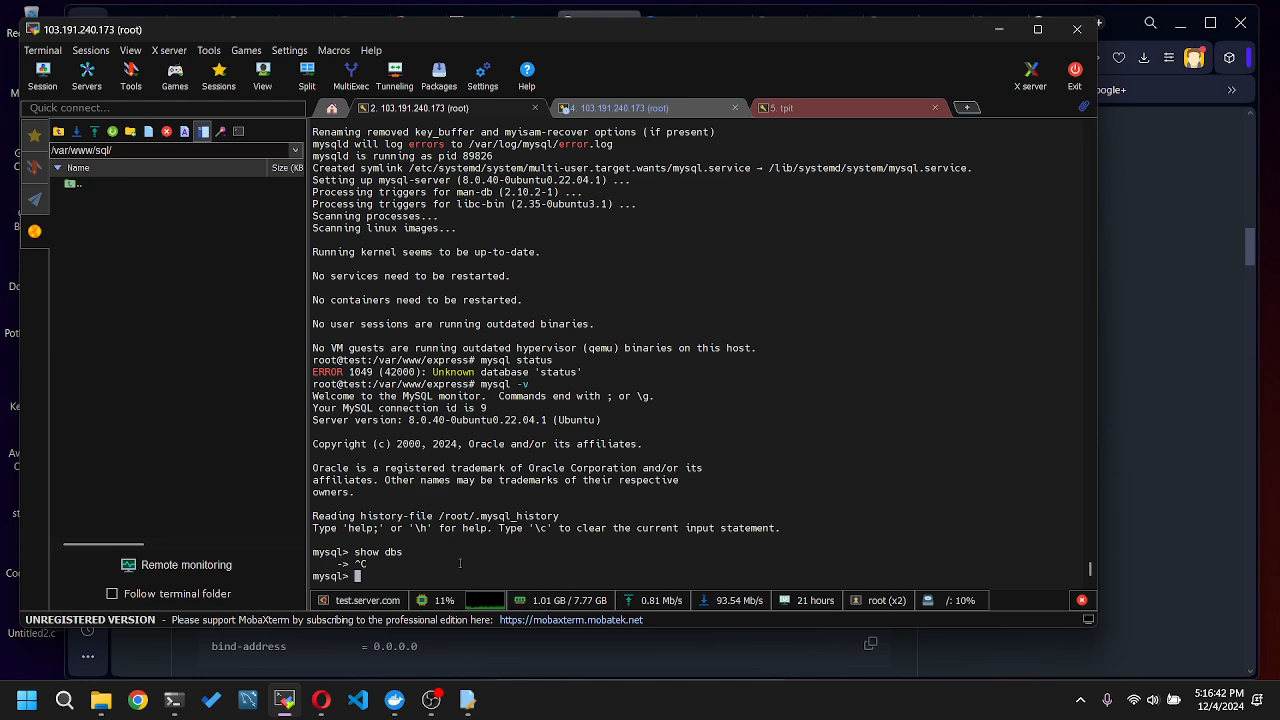 Re
103.191.240.173 (root)
Terminal Sessions View X server Tools Games Settings Macros Help
Session Servers Tools Games Sessions View Split MultiExec Tunneling Packages Settings Help X server Exit
Quick connect...
2. 103.191.240.173 (root)
4. 103.191.240.173 (root)
5. tpit
ogle+
/var/www/sql/
Name
Size (KB
..
Renaming removed key_buffer and myisam-recover options (if present)
mysqld will log errors to /var/log/mysql/error.log
mysqld is running as pid 89826
Created symlink /etc/systemd/system/multi-user.target.wants/mysql.service → /lib/systemd/system/mysql.service.
Setting up mysql-server (8.0.40-0ubuntu0.22.04.1) ...
Processing triggers for man-db (2.10.2-1) ...
Processing triggers for libc-bin (2.35-0ubuntu3.1) ...
Scanning processes...
Scanning linux images...
Running kernel seems to be up-to-date.
No services need to be restarted.
No containers need to be restarted.
No user sessions are running outdated binaries.
No VM guests are running outdated hypervisor (qemu) binaries on this host.
root@test:/var/www/express# mysql status
ERROR 1049 (42000): Unknown database 'status'
root@test:/var/www/express# mysql -v
Welcome to the MySQL monitor.  Commands end with ; or \g.
Your MySQL connection id is 9
Server version: 8.0.40-0ubuntu0.22.04.1 (Ubuntu)
Copyright (c) 2000, 2024, Oracle and/or its affiliates.
Oracle is a registered trademark of Oracle Corporation and/or its
affiliates. Other names may be trademarks of their respective
owners.
Reading history-file /root/.mysql_history
Type 'help;' or '\h' for help. Type '\c' to clear the current input statement.
mysql> show dbs
-> ^C
mysql>
Remote monitoring
Follow terminal folder
test.server.com 11% 1.01 GB / 7.77 GB 0.81 Mb/s 93.54 Mb/s 21 hours root (x2) /: 10%
UNREGISTERED VERSION - Please support MobaXterm by subscribing to the professional edition here: https://mobaxterm.mobatek.net
Untitled2.c
bind-address = 0.0.0.0
5:16:42 PM
12/4/2024